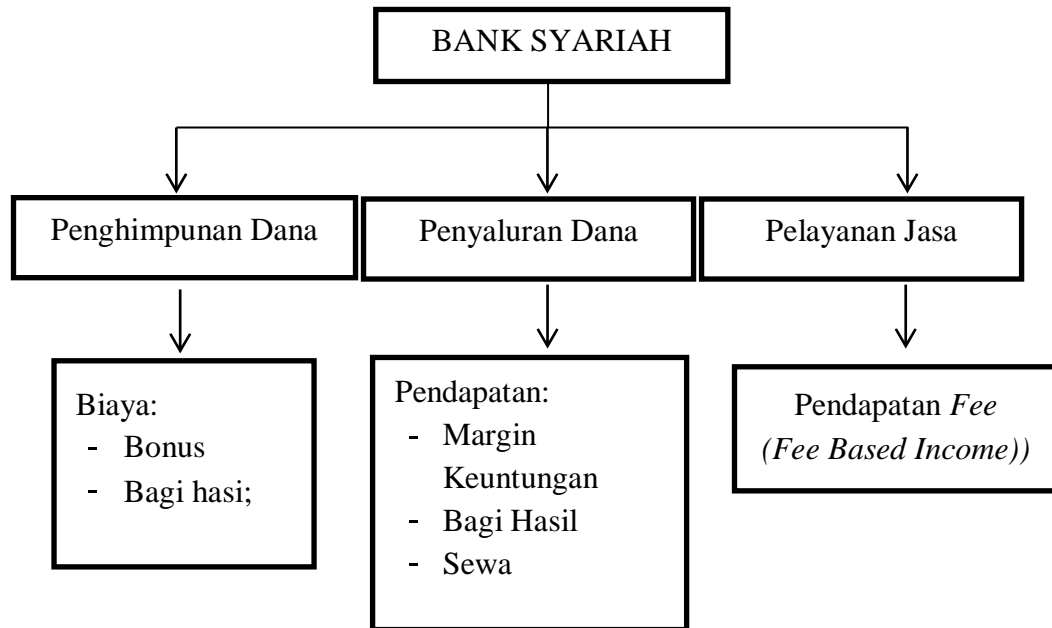 BANK SYARIAH
Penghimpunan Dana
Penyaluran Dana
Pelayanan Jasa
Biaya:
- Bonus
- Bagi hasi;
Pendapatan:
- Margin
Keuntungan
- Bagi Hasil
- Sewa
Pendapatan Fee
(Fee Based Income))